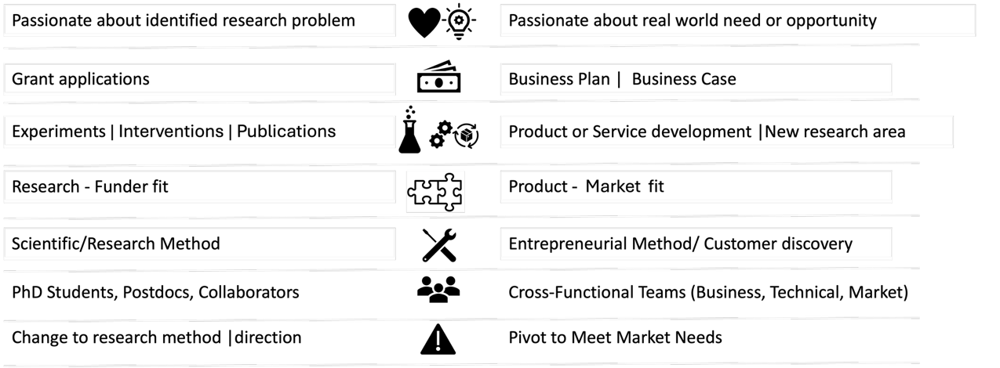 Passionate about identified research problem
Passionate about real world need or opportunity
Grant applications
Business Plan | Business Case
Experiments | Interventions | Publications
Product or Service development |New research area
Research - Funder fit
Product - Market fit
Scientific/Research Method
Entrepreneurial Method/ Customer discovery
PhD Students, Postdocs, Collaborators
Cross-Functional Teams (Business, Technical, Market)
Change to research method |direction
Pivot to Meet Market Needs